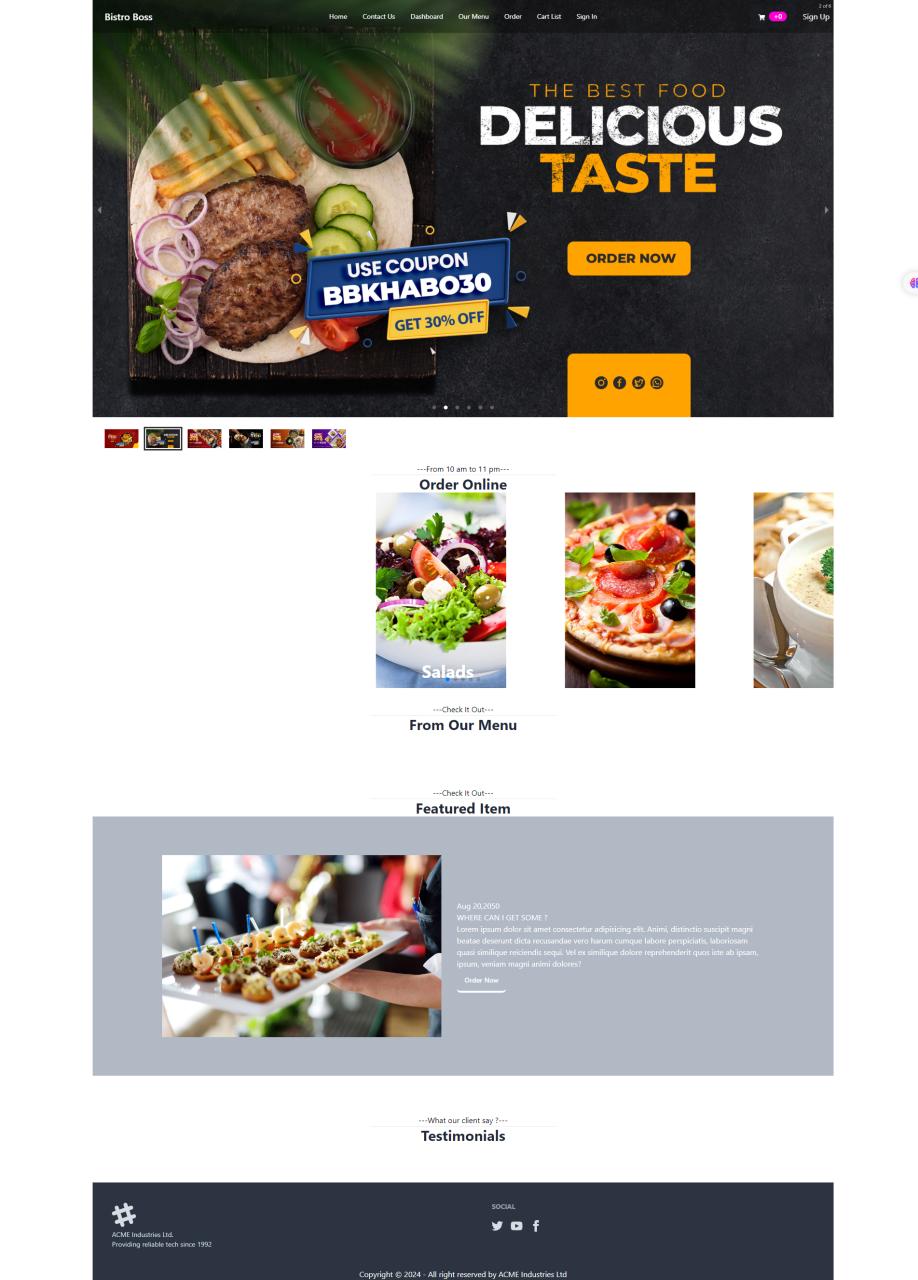 Bistro Boss
Home Contact Us Dashboard Our Menu Order Cart List Sign In
+0
Sign Up
2 of 6
THE BEST FOOD
DELICIOUS
TASTE
ORDER NOW
USE COUPON
BBKHABO30
GET 30% OFF
---From 10 am to 11 pm---
Order Online
Salads
---Check It Out---
From Our Menu
---Check It Out---
Featured Item
Aug 20,2050
WHERE CAN I GET SOME ?
Lorem ipsum dolor sit amet consectetur adipisicing elit. Animi, distinctio suscipit magni
beatae deserunt dicta recusandae vero harum cumque labore perspiciatis, laboriosam
quasi similique reiciendis sequi. Vel ex similique dolore reprehenderit quos iste ab ipsam,
ipsum, veniam magni animi dolores?
Order Now
---What our client say ?---
Testimonials
ACME Industries Ltd.
Providing reliable tech since 1992
SOCIAL
Copyright © 2024 - All right reserved by ACME Industries Ltd